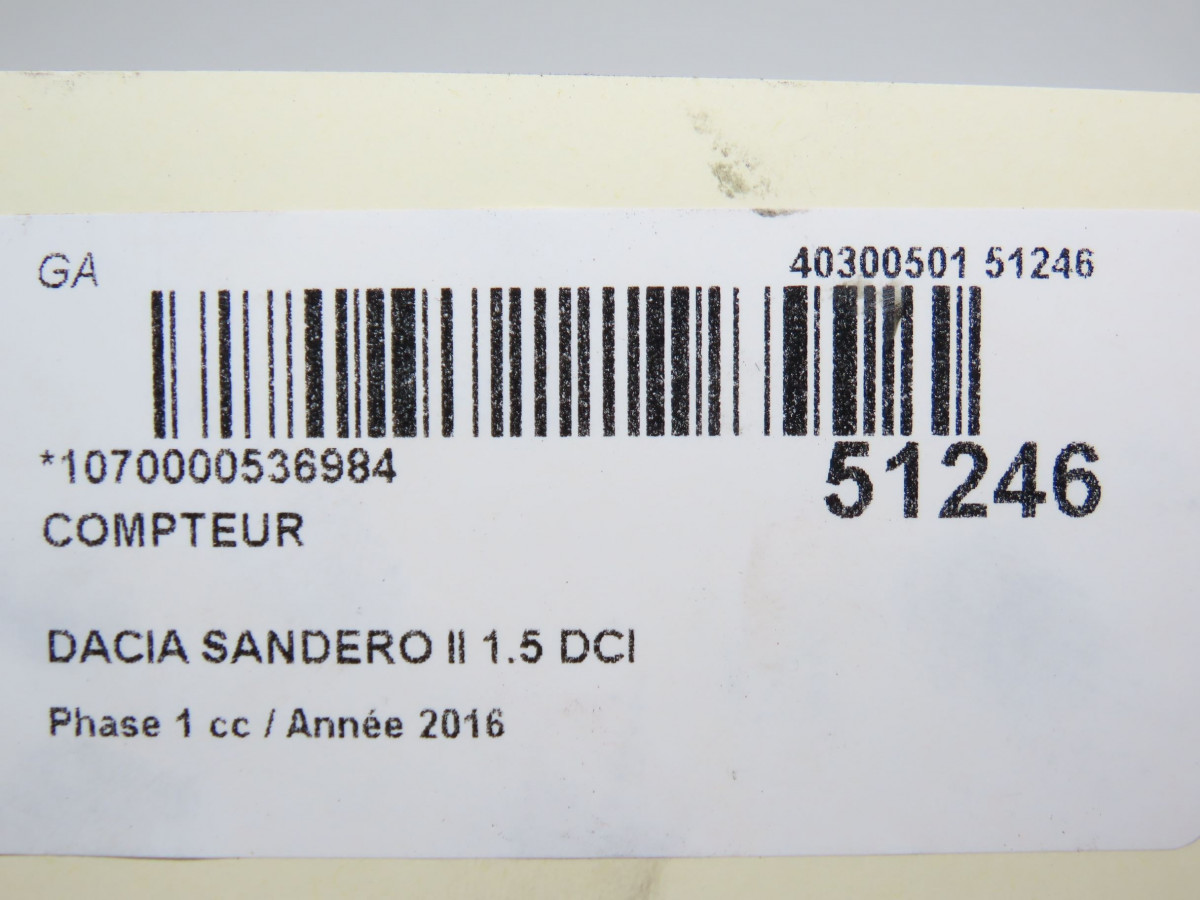 GA 40300501 51246
*1070000536984
51246
COMPTEUR
DACIA SANDERO II 1.5 DCI
Phase 1 cc / Année 2016